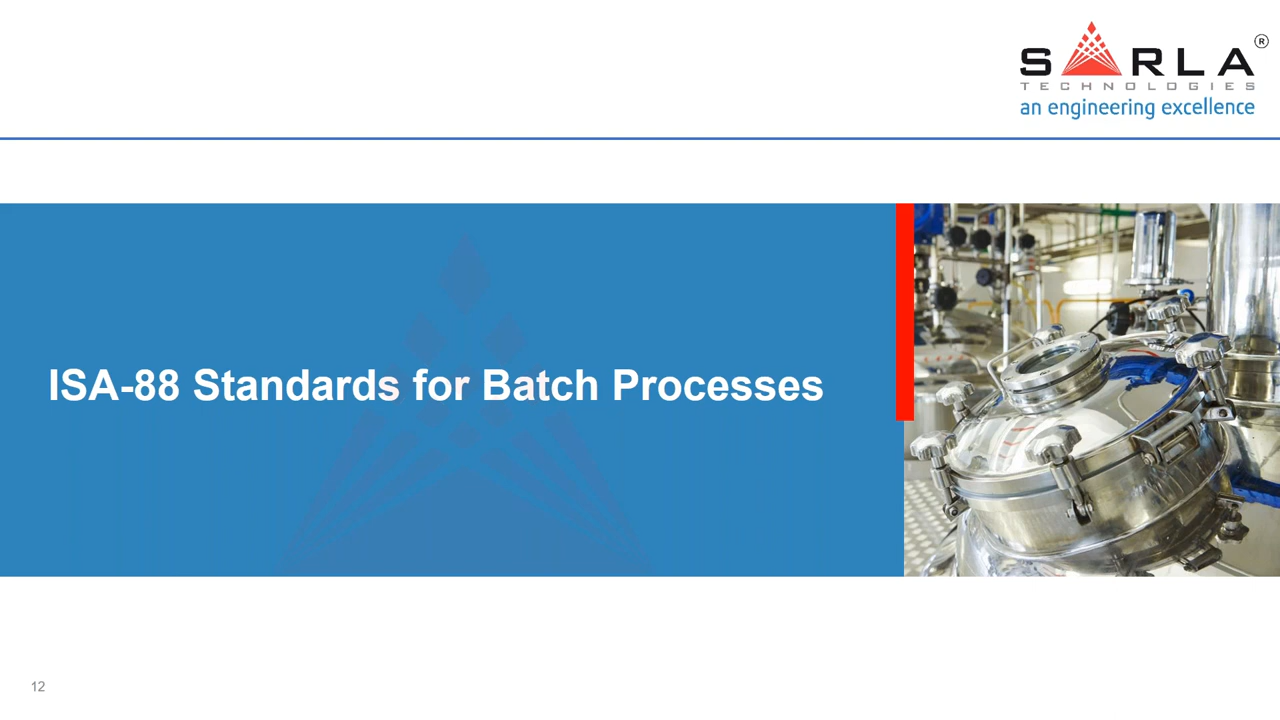 SARLA
®
TECHNOLOGIES
an engineering excellence
ISA-88 Standards for Batch Processes
12